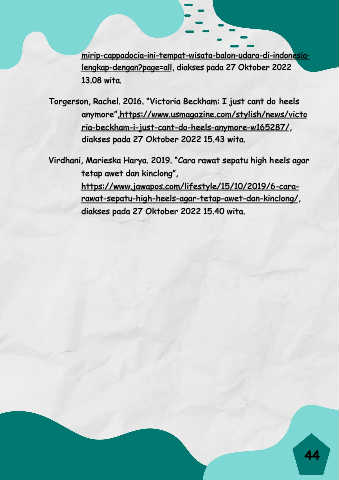 mirip-cappadocia-ini-tempat-wisata-balon-udara-di-indonesia-
lengkap-dengan?page=all, diakses pada 27 Oktober 2022
13.08 wita.
Torgerson, Rachel. 2016. "Victoria Beckham: I just cant do heels
anymore",https://www.usmagazine.com/stylish/news/victo
ria-beckham-i-just-cant-do-heels-anymore-w165287/,
diakses pada 27 Oktober 2022 15.43 wita.
Virdhani, Marieska Harya. 2019. "Cara rawat sepatu high heels agar
tetap awet dan kinclong",
https://www.jawapos.com/lifestyle/15/10/2019/6-cara-
rawat-sepatu-high-heels-agar-tetap-awet-dan-kinclong/,
diakses pada 27 Oktober 2022 15.40 wita.
44